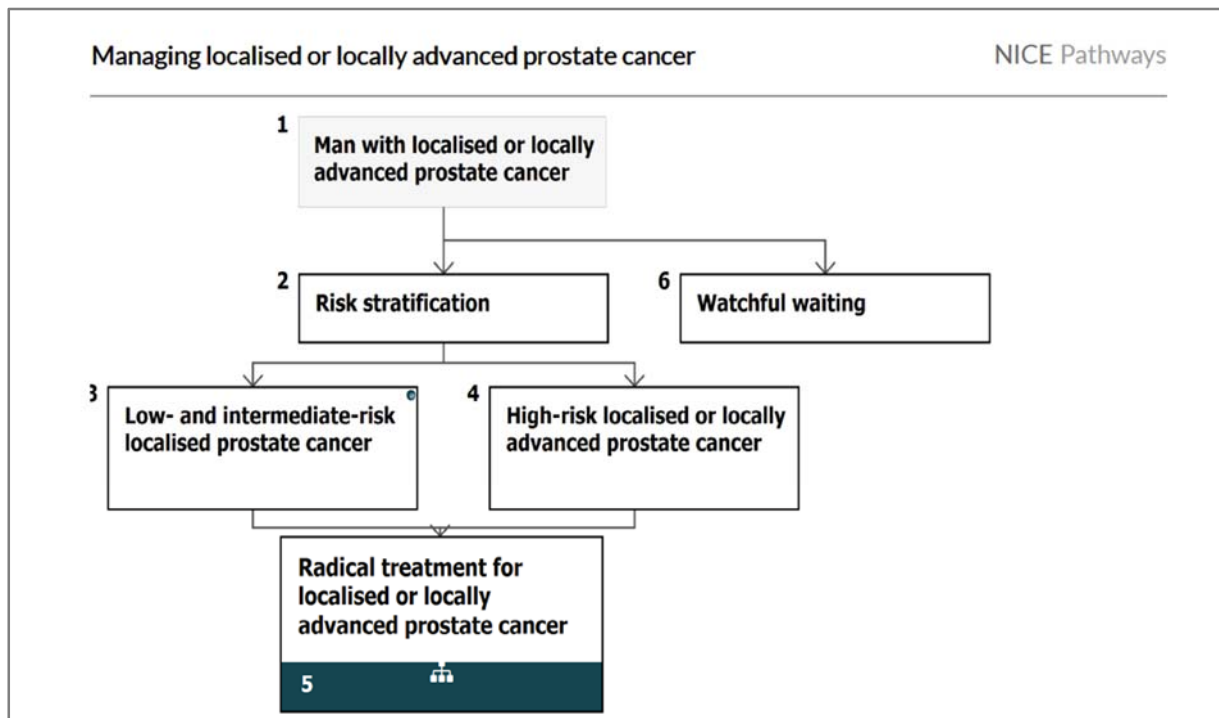 Managing localised or locally advanced prostate cancer
NICE Pathways
1
Man with localised or locally
advanced prostate cancer
2
Risk stratification
6
Watchful waiting
3
Low- and intermediate-risk
localised prostate cancer
4
High-risk localised or locally
advanced prostate cancer
Radical treatment for
localised or locally
advanced prostate cancer
5